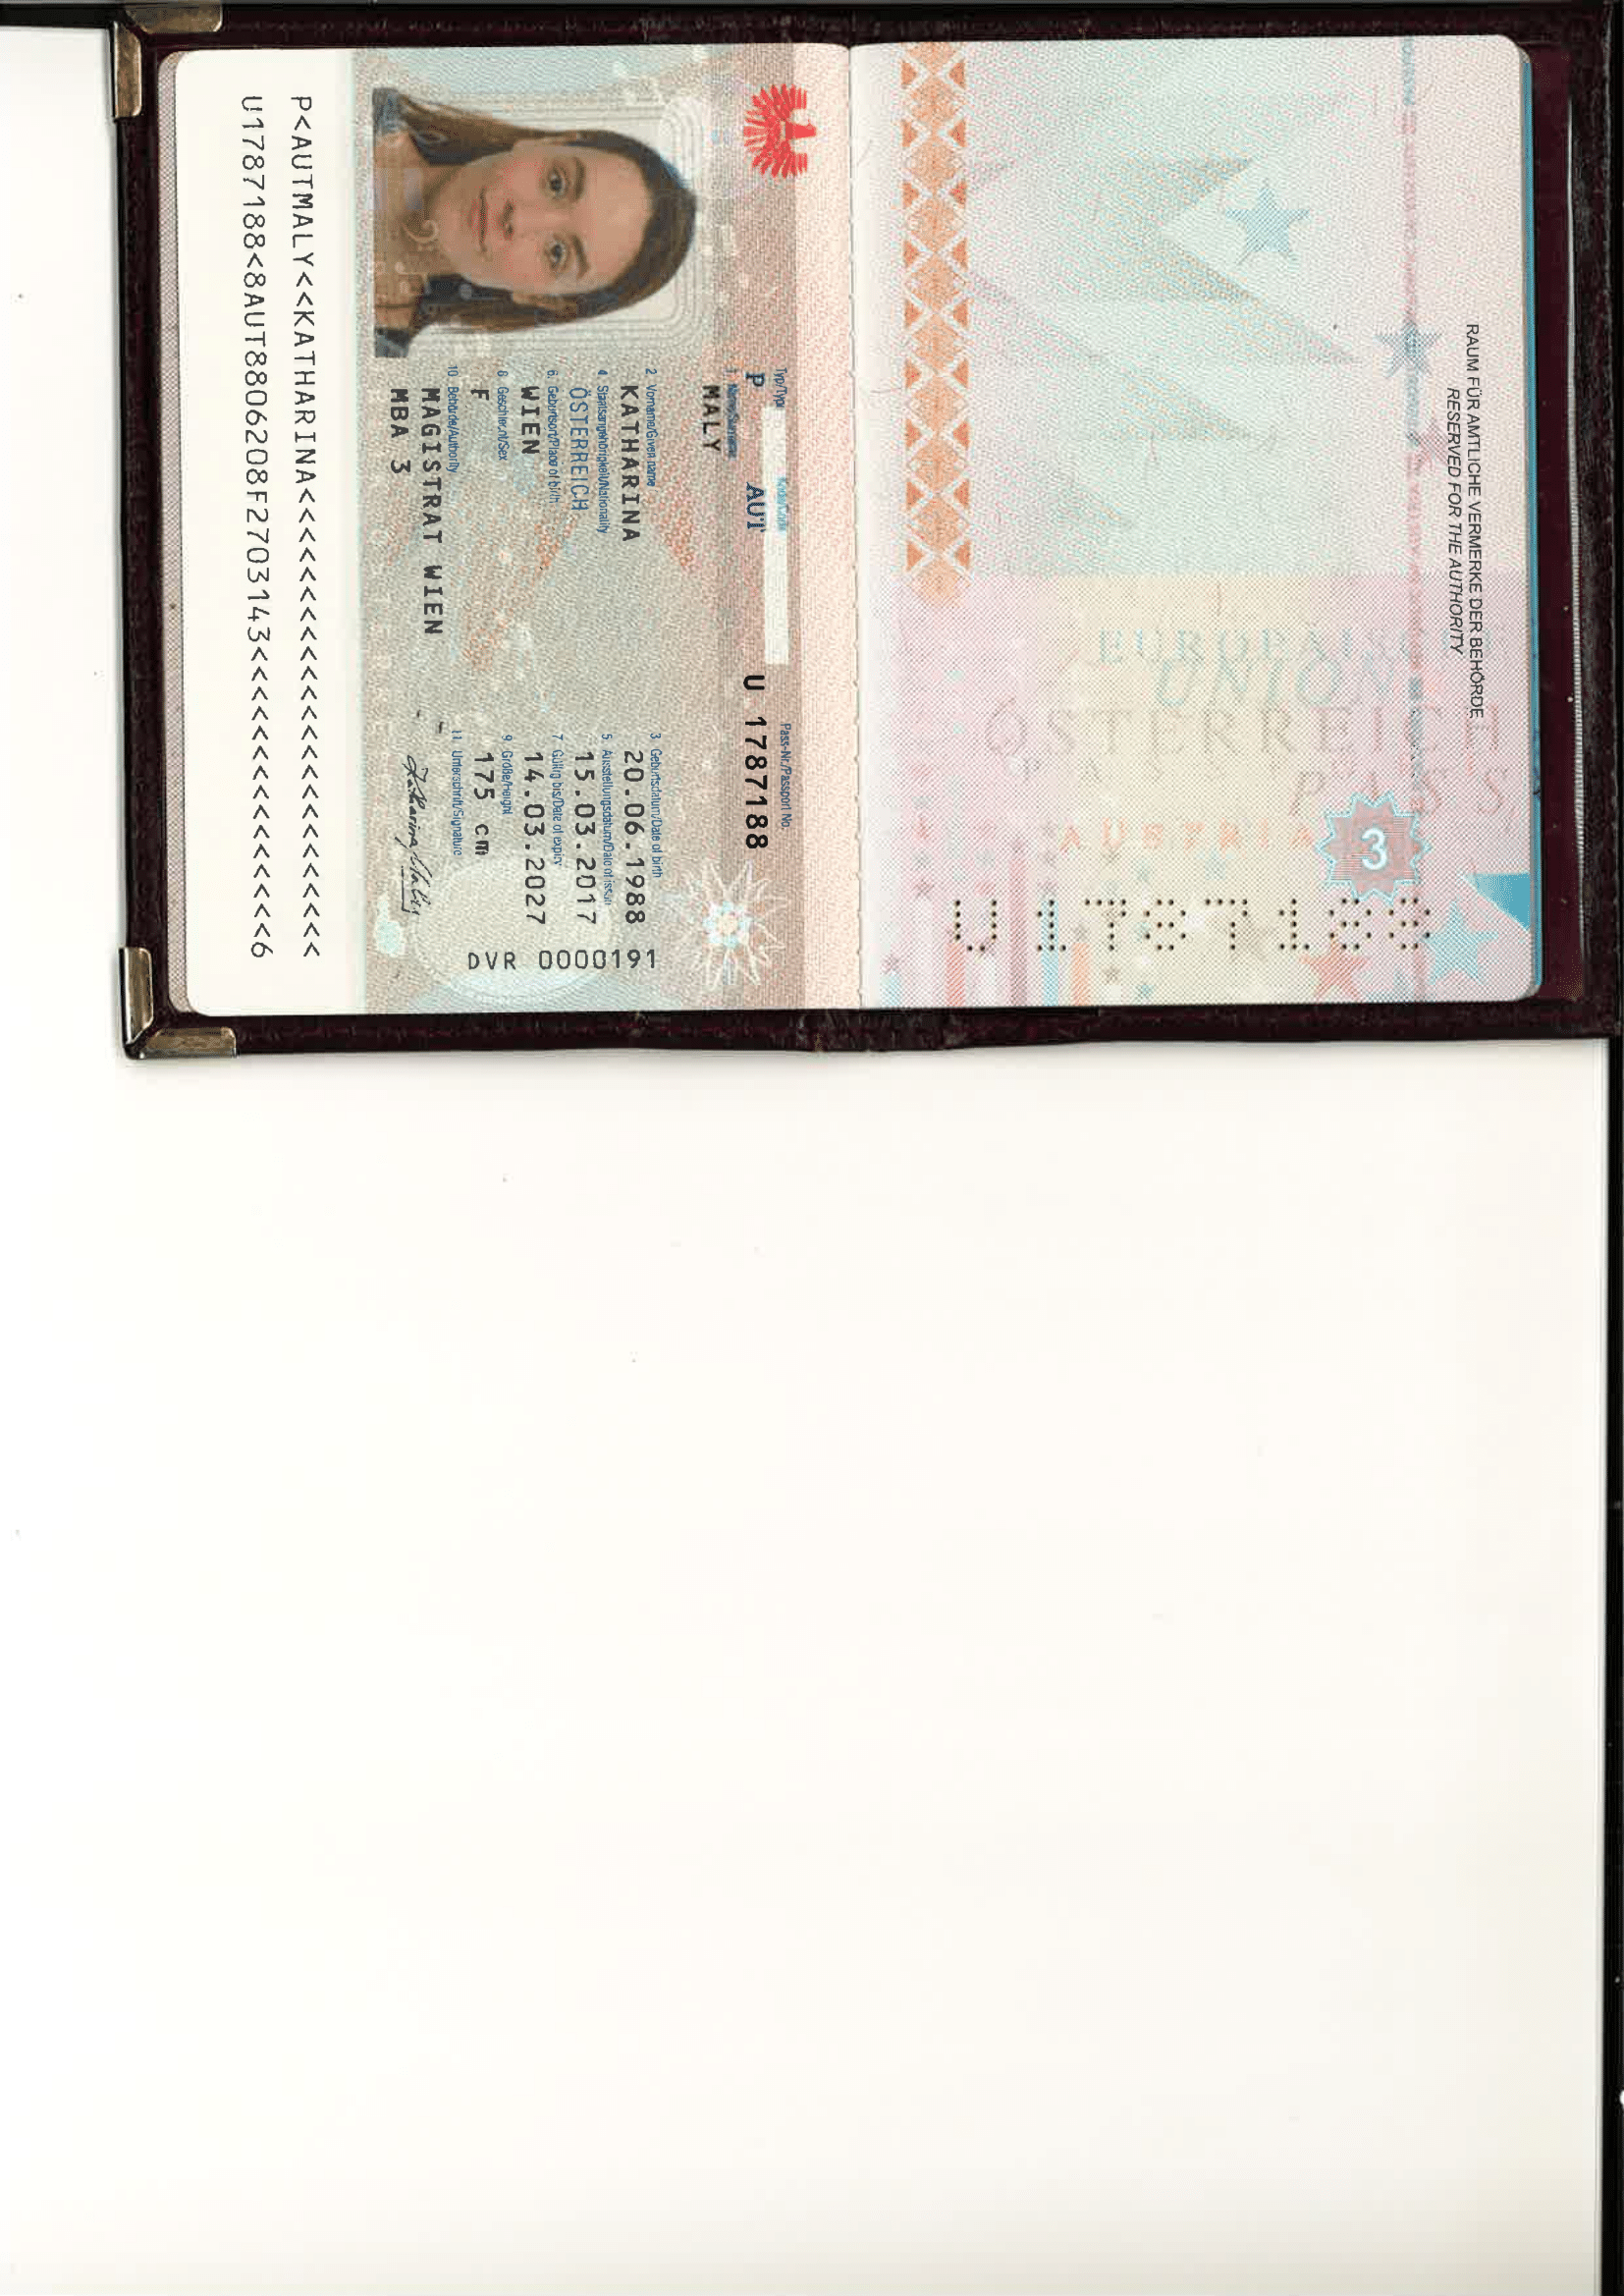 RAUM FÜR AMTLICHE VERMERKE DER BEHÖRDE
RESERVED FOR THE AUTHORITY
EUROPÄISCHE
UNION
ÖSTERREICH
PASS
AUSTRIA
3
U1787188
Typ/Type Kode/Code Pass-Nr./Passport No.
P AUT U 1787188
1. Name/Surname
MALY
2. Vorname/Given name 3. Geburtsdatum/Date of birth
KATHARINA 20.06.1988
4. Staatsangehörigkeit/Nationality 5. Ausstellungsdatum/Date of issue
ÖSTERREICH 15.03.2017
6. Geburtsort/Place of birth 7. Gültig bis/Date of expiry
WIEN 14.03.2027
8. Geschlecht/Sex 9. Größe/Height
F 175 cm
DVR 0000191
10. Behörde/Authority 11. Unterschrift/Signature
MAGISTRAT WIEN
MBA 3
Katharina Maly
P<AUTMALY<<KATHARINA<<<<<<<<<<<<<<<<<<<<<<<<
U1787188<8AUT8806208F2703143<<<<<<<<<<<<<<<6